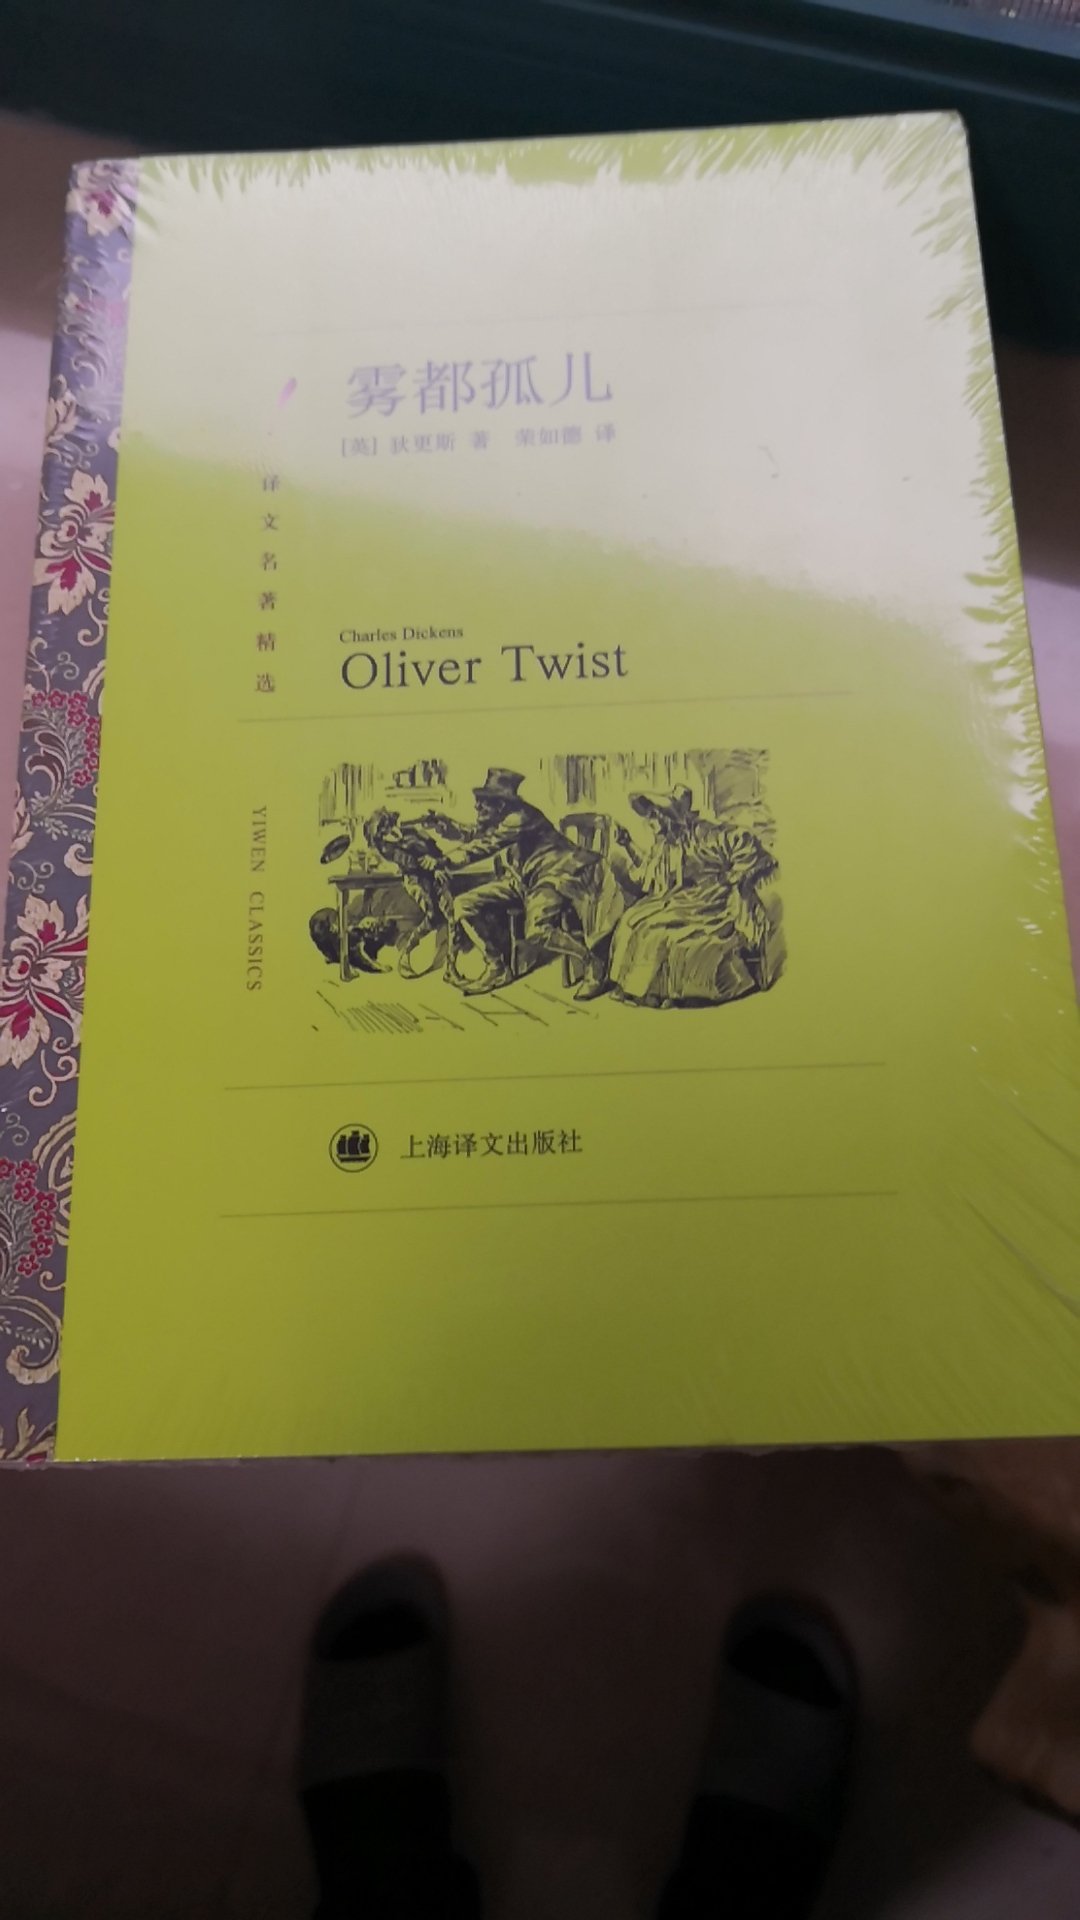 雾都孤儿
[英] 狄更斯 著 荣如德 译
译文名著精选
Charles Dickens
Oliver Twist
YIWEN CLASSICS
上海译文出版社